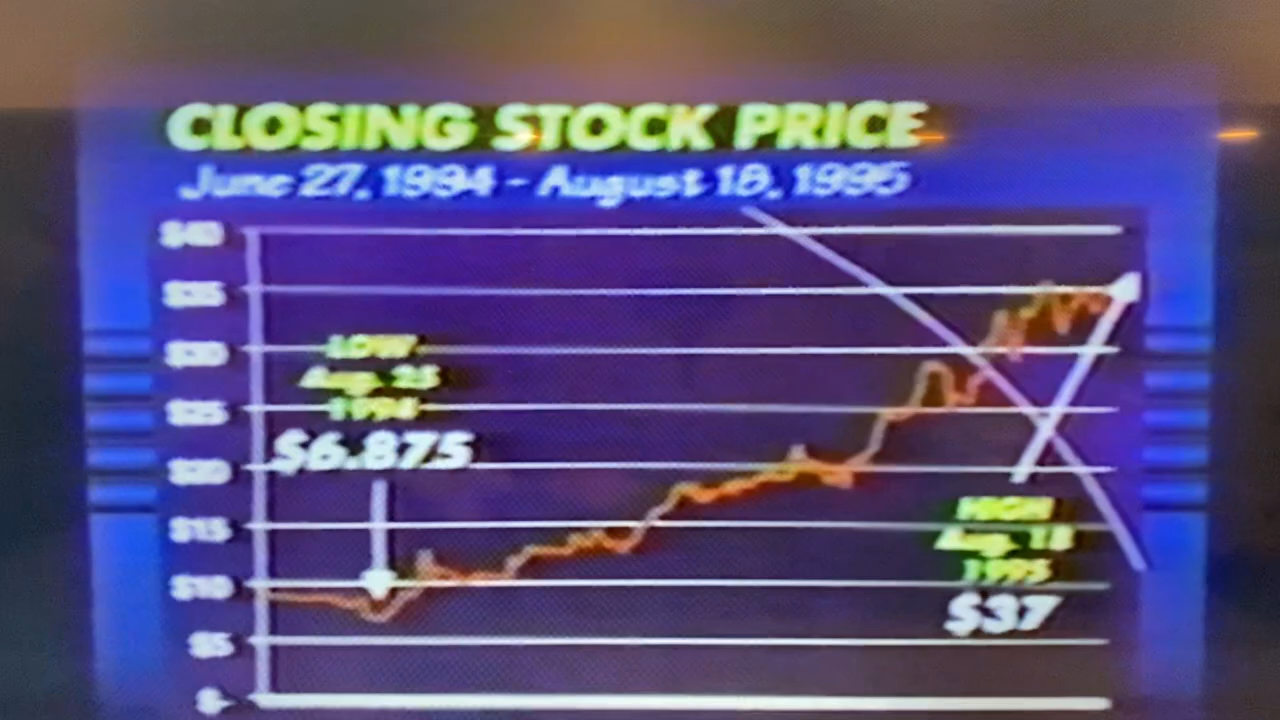 CLOSING STOCK PRICE
June 27, 1994 - August 18, 1995
$40
$35
$30
$25
$20
$15
$10
$5
$-
LOW
Aug. 25
1994
$6.875
HIGH
Aug. 18
1995
$37